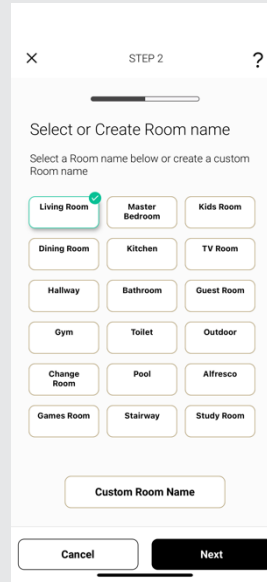 STEP 2
?
Select or Create Room name
Select a Room name below or create a custom
Room name
Living Room
Master
Bedroom
Kids Room
Dining Room
Kitchen
TV Room
Hallway
Bathroom
Guest Room
Gym
Toilet
Outdoor
Change
Room
Pool
Alfresco
Games Room
Stairway
Study Room
Custom Room Name
Cancel
Next